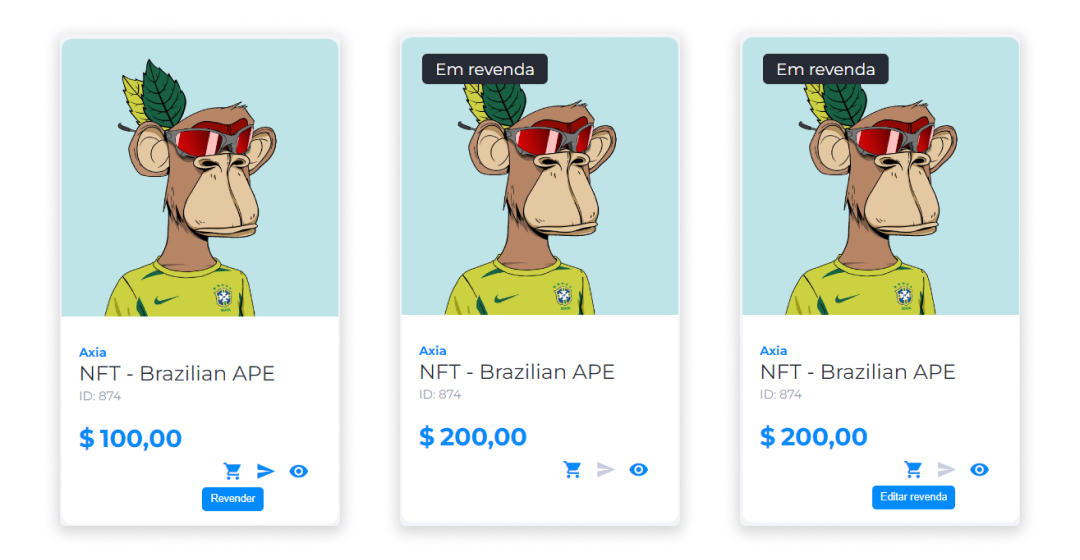 Axia
NFT - Brazilian APE
ID: 874
$ 100,00
Revender
Em revenda
Axia
NFT - Brazilian APE
ID: 874
$ 200,00
Em revenda
Axia
NFT - Brazilian APE
ID: 874
$ 200,00
Editar revenda